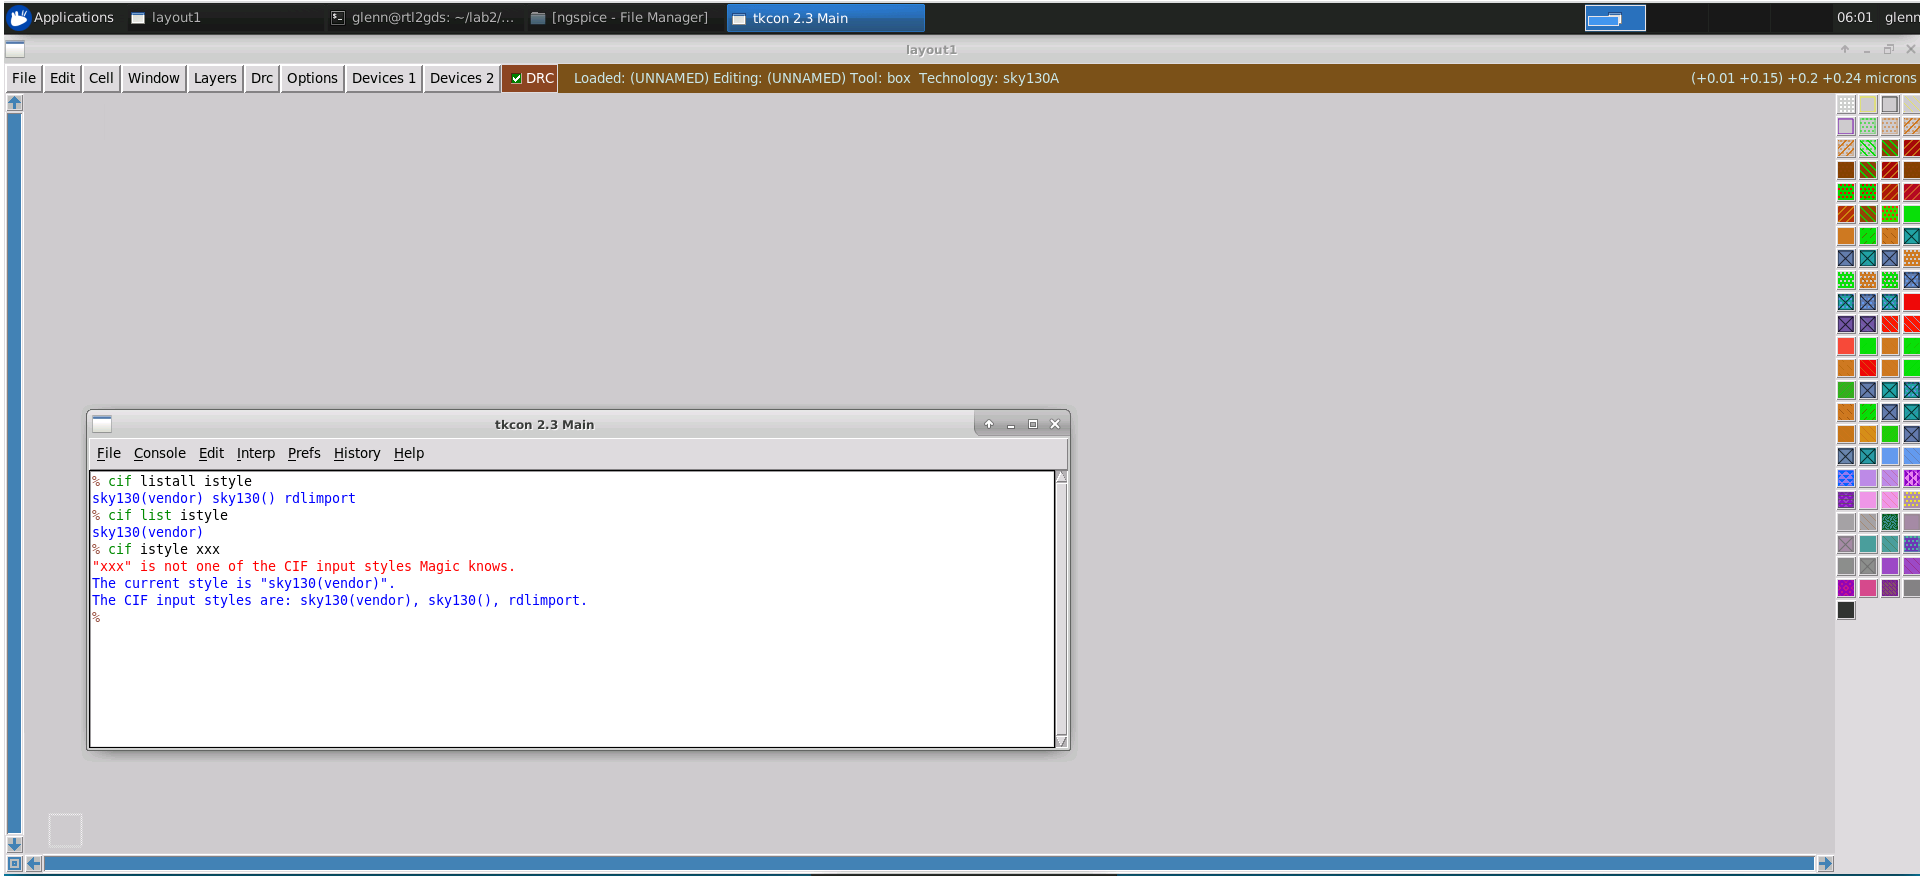 Applications layout1 glenn@rtl2gds: ~/lab2/... [ngspice - File Manager] tkcon 2.3 Main 06:01 glenn
layout1
File Edit Cell Window Layers Drc Options Devices 1 Devices 2 DRC Loaded: (UNNAMED) Editing: (UNNAMED) Tool: box Technology: sky130A (+0.01 +0.15) +0.2 +0.24 microns
tkcon 2.3 Main
File Console Edit Interp Prefs History Help
% cif listall istyle
sky130(vendor) sky130() rdlimport
% cif list istyle
sky130(vendor)
% cif istyle xxx
"xxx" is not one of the CIF input styles Magic knows.
The current style is "sky130(vendor)".
The CIF input styles are: sky130(vendor), sky130(), rdlimport.
%